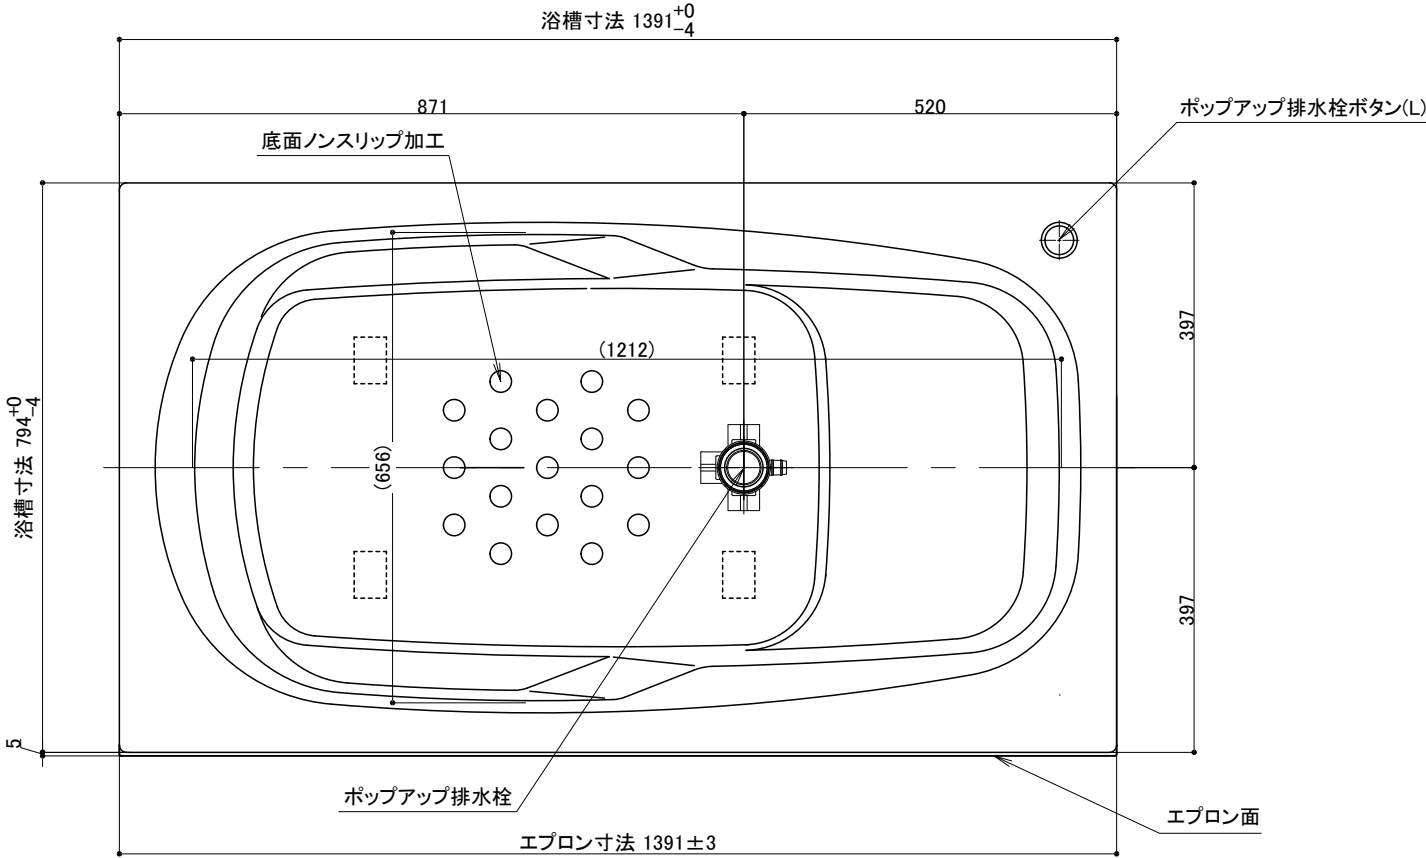 浴槽寸法 1391+0-4
871
520
ポップアップ排水栓ボタン(L)
底面ノンスリップ加工
397
(1212)
浴槽寸法 794+0-4
(656)
397
5
ポップアップ排水栓
エプロン面
エプロン寸法 1391±3